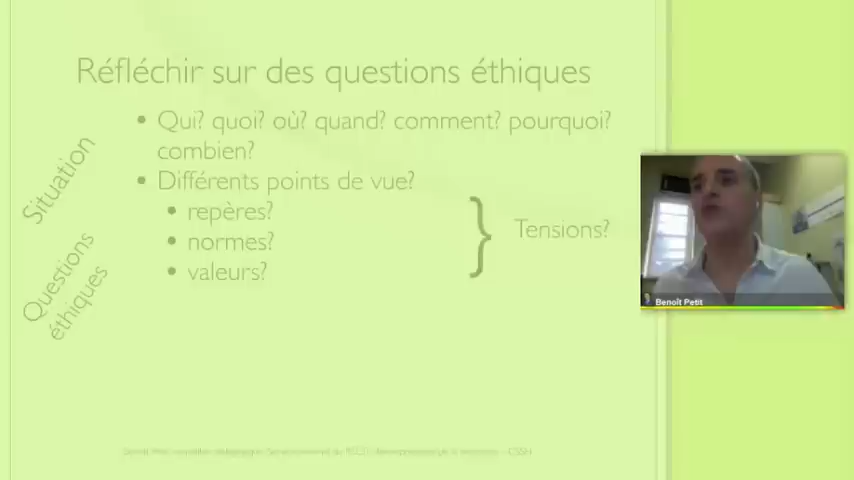 Réfléchir sur des questions éthiques
• Qui? quoi? où? quand? comment? pourquoi?
combien?
• Différents points de vue?
• repères?
• normes?
• valeurs?
} Tensions?
Situation
Questions
éthiques
Benoît Petit